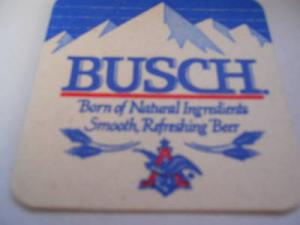 BUSCH.
Born of Natural Ingredients
Smooth, Refreshing Beer